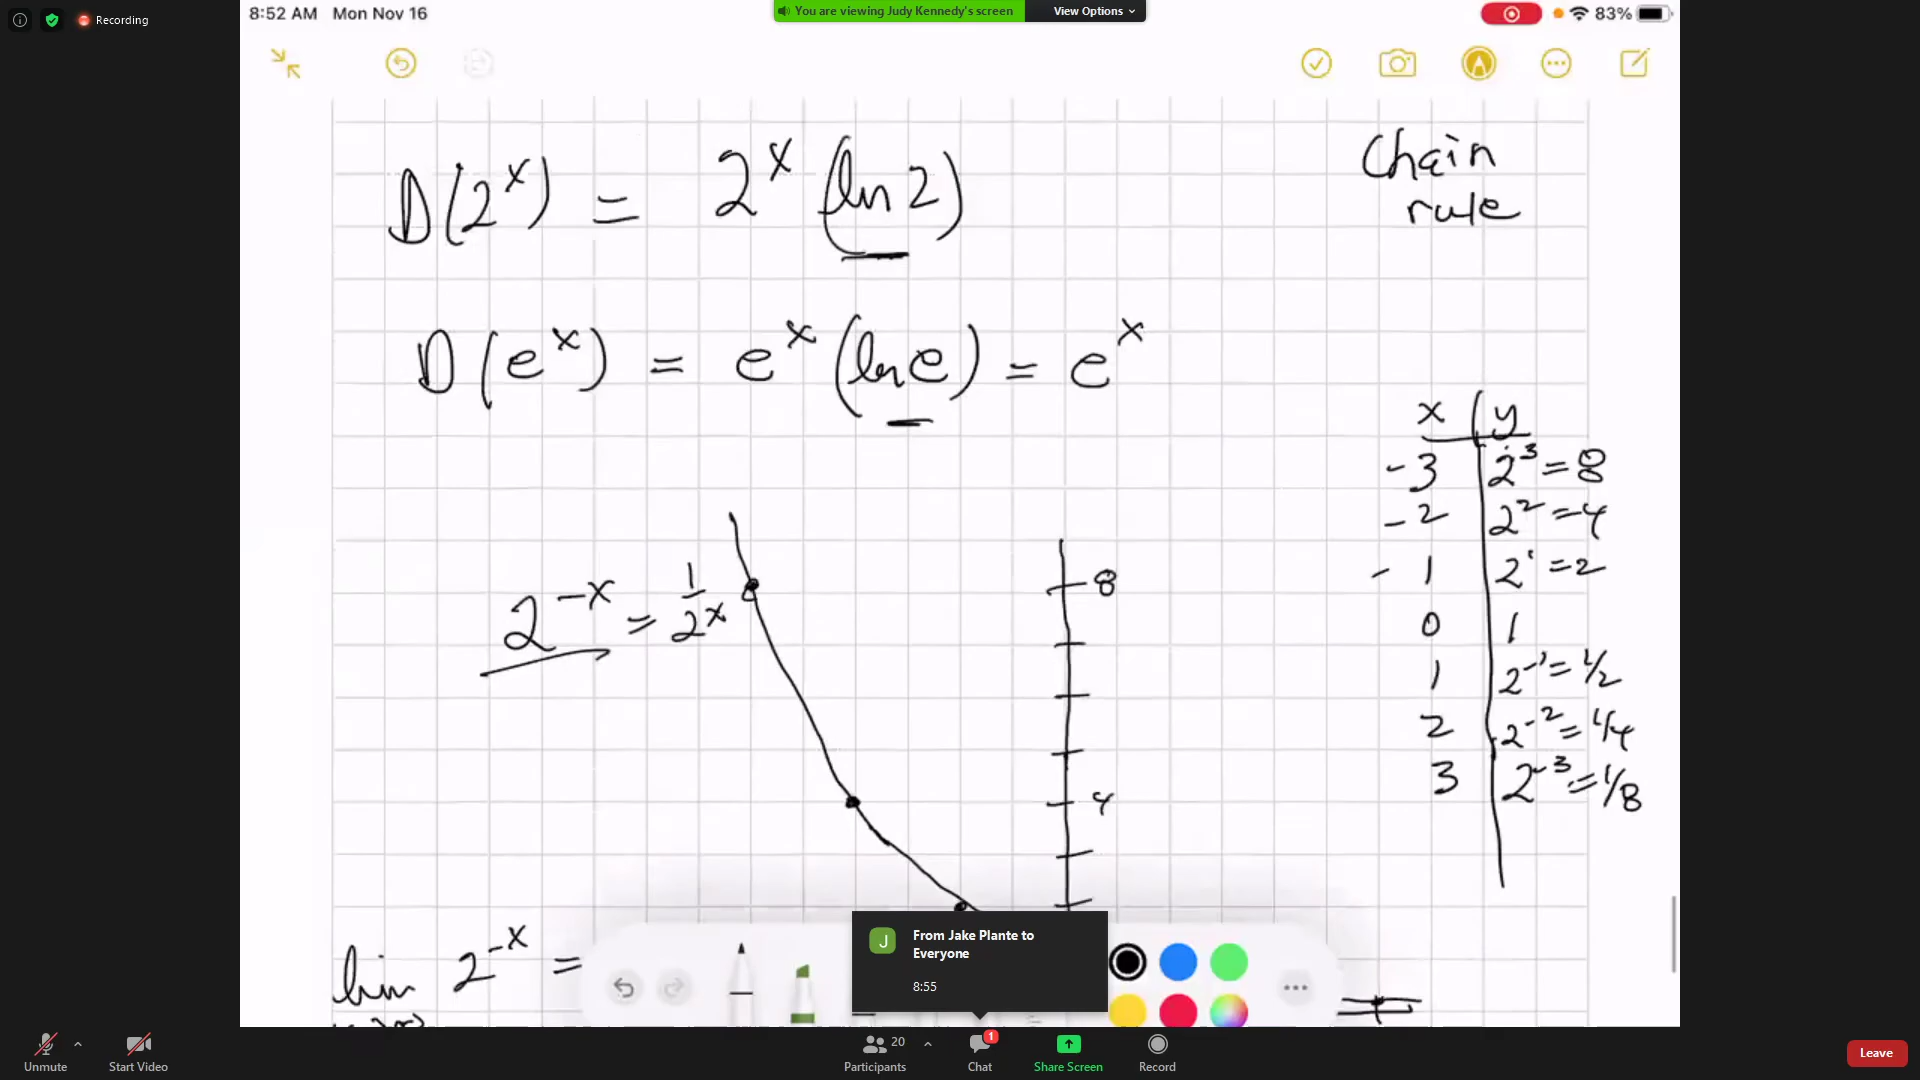 Recording
8:52 AM Mon Nov 16
You are viewing Judy Kennedy's screen
View Options
83%
D(2^x) = 2^x (ln 2)
Chain
rule
D(e^x) = e^x (ln e) = e^x
x | y
-3 | 2^3 = 8
-2 | 2^2 = 4
-1 | 2^1 = 2
0 | 1
1 | 2^-1 = 1/2
2 | 2^-2 = 1/4
3 | 2^-3 = 1/8
2^-x = 1/2^x
8
4
lim 2^-x =
J
From Jake Plante to
Everyone
8:55
Unmute
Start Video
20
Participants
1
Chat
Share Screen
Record
Leave